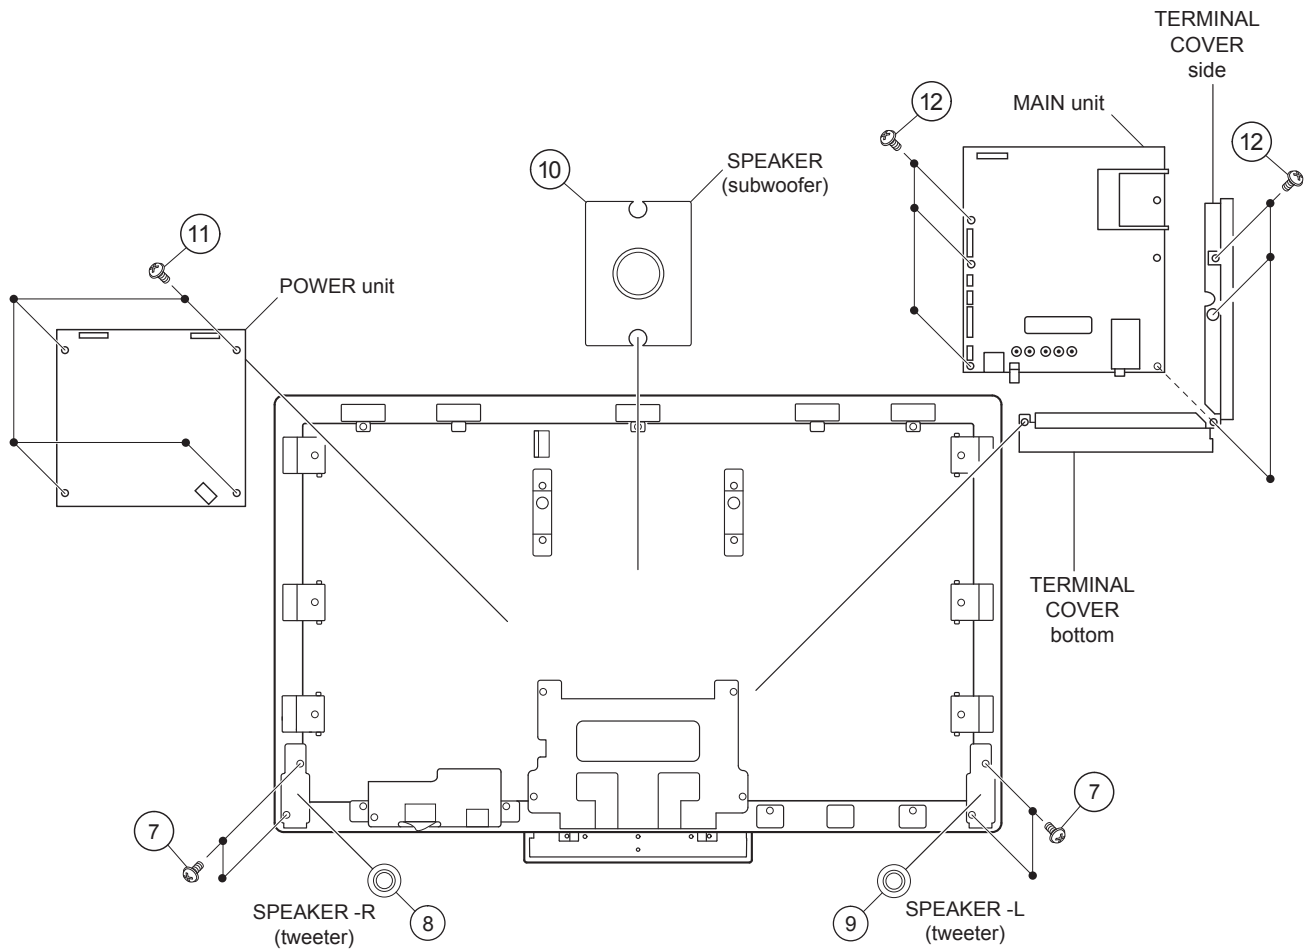 TERMINAL
COVER
side
12
MAIN unit
12
10
SPEAKER
(subwoofer)
11
POWER unit
TERMINAL
COVER
bottom
7
7
SPEAKER -R
(tweeter)
8
9
SPEAKER -L
(tweeter)